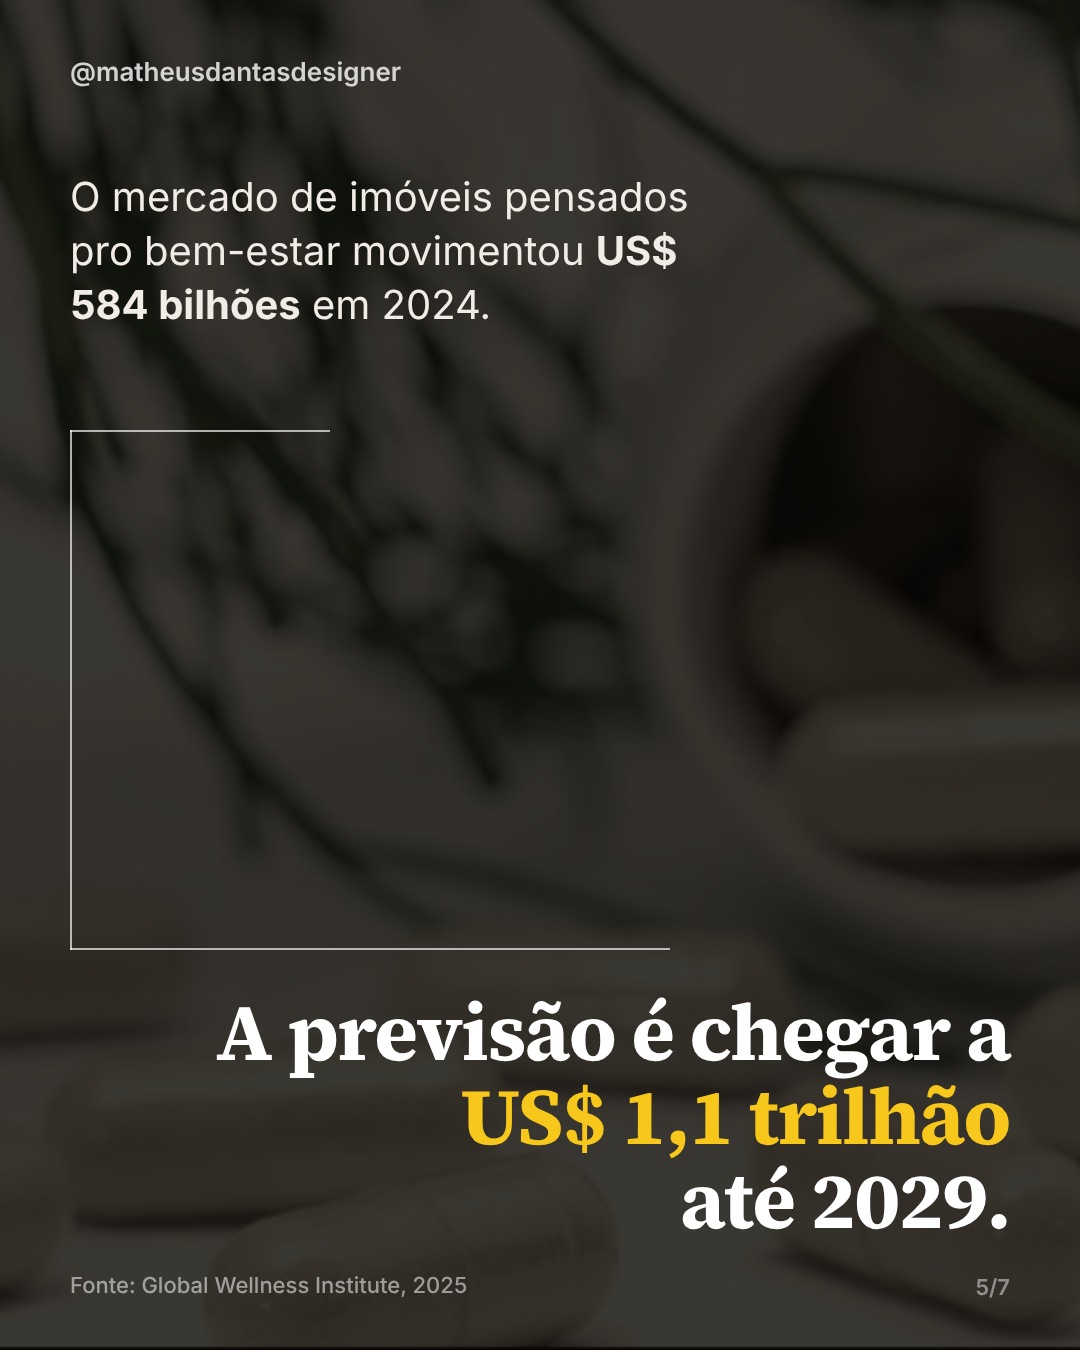 @matheusdantasdesigner
O mercado de imóveis pensados
pro bem-estar movimentou US$
584 bilhões em 2024.
A previsão é chegar a
US$ 1,1 trilhão
até 2029.
Fonte: Global Wellness Institute, 2025
5/7